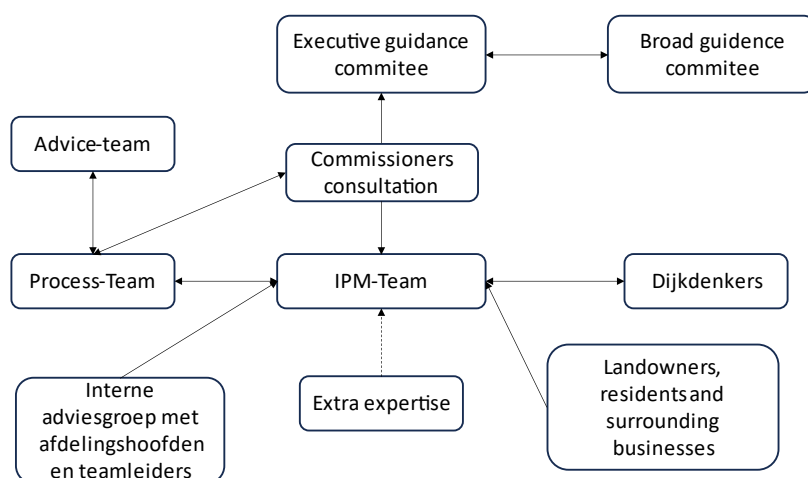 Executive guidance
commitee
Broad guidence
commitee
Advice-team
Commissioners
consultation
Process-Team
IPM-Team
Dijkdenkers
Interne
adviesgroep met
afdelingshoofden
en teamleiders
Extra expertise
Landowners,
residents and
surrounding
businesses